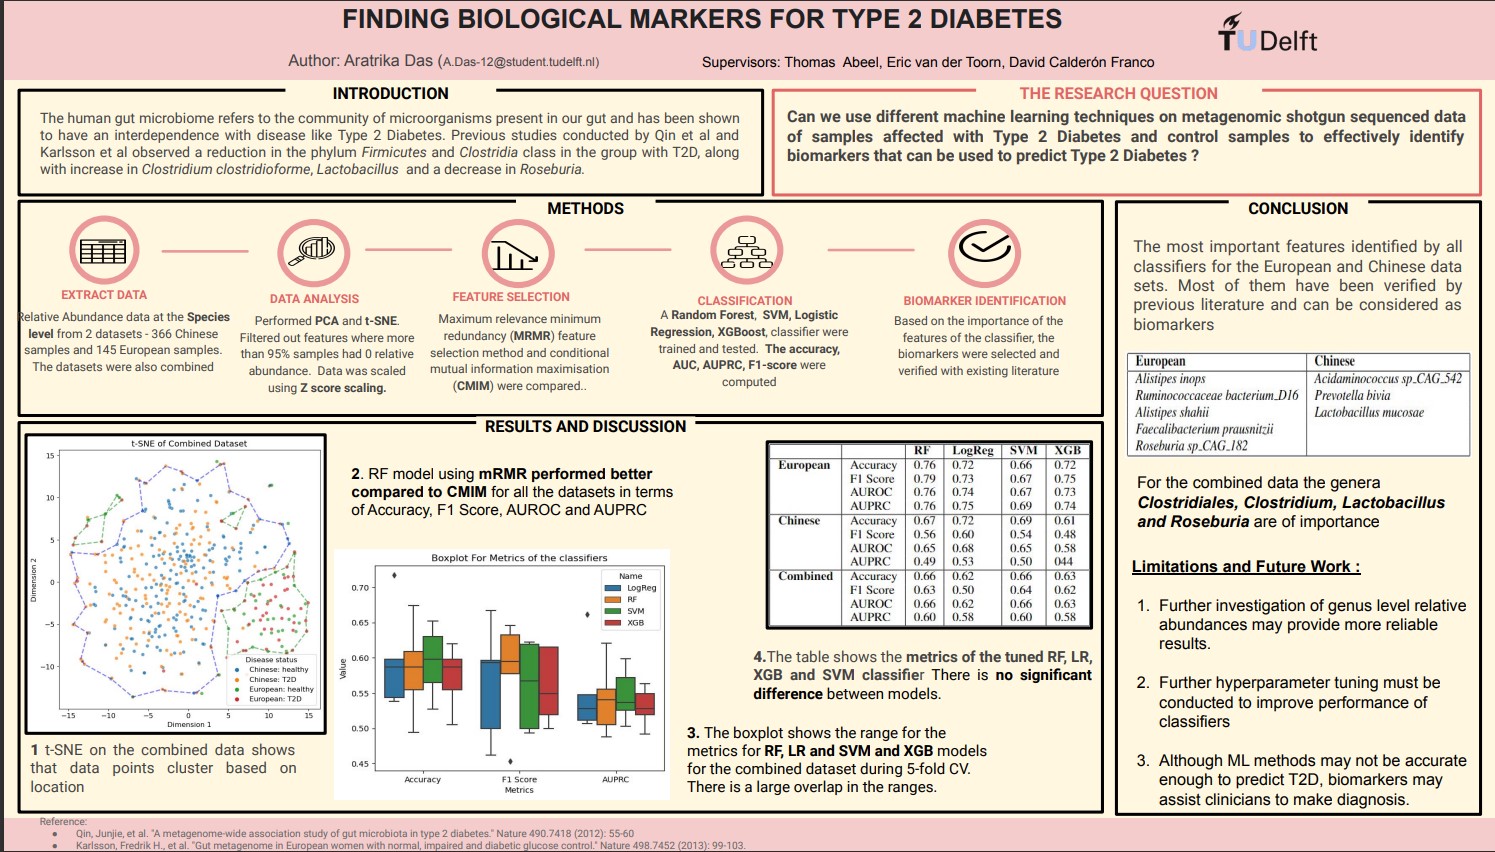 FINDING BIOLOGICAL MARKERS FOR TYPE 2 DIABETES
TU Delft
Author: Aratrika Das (A.Das-12@student.tudelft.nl)
Supervisors: Thomas Abeel, Eric van der Toorn, David Calderón Franco
INTRODUCTION
The human gut microbiome refers to the community of microorganisms present in our gut and has been shown
to have an interdependence with disease like Type 2 Diabetes. Previous studies conducted by Qin et al and
Karlsson et al observed a reduction in the phylum Firmicutes and Clostridia class in the group with T2D, along
with increase in Clostridium clostridioforme, Lactobacillus and a decrease in Roseburia.
THE RESEARCH QUESTION
Can we use different machine learning techniques on metagenomic shotgun sequenced data
of samples affected with Type 2 Diabetes and control samples to effectively identify
biomarkers that can be used to predict Type 2 Diabetes ?
METHODS
EXTRACT DATA
Relative Abundance data at the Species
level from 2 datasets - 366 Chinese
samples and 145 European samples.
The datasets were also combined
DATA ANALYSIS
Performed PCA and t-SNE.
Filtered out features where more
than 95% samples had 0 relative
abundance. Data was scaled
using Z score scaling.
FEATURE SELECTION
Maximum relevance minimum
redundancy (MRMR) feature
selection method and conditional
mutual information maximisation
(CMIM) were compared..
CLASSIFICATION
A Random Forest, SVM, Logistic
Regression, XGBoost, classifier were
trained and tested. The accuracy,
AUC, AUPRC, F1-score were
computed
BIOMARKER IDENTIFICATION
Based on the importance of the
features of the classifier, the
biomarkers were selected and
verified with existing literature
RESULTS AND DISCUSSION
t-SNE of Combined Dataset
15
10
5
0
−5
−10
−15 −10 −5 0 5 10 15
Dimension 1
Dimension 2
Disease status
Chinese: healthy
Chinese: T2D
European: healthy
European: T2D
1 t-SNE on the combined data shows
that data points cluster based on
location
2. RF model using mRMR performed better
compared to CMIM for all the datasets in terms
of Accuracy, F1 Score, AUROC and AUPRC
Boxplot For Metrics of the classifiers
Name
LogReg
RF
SVM
XGB
0.70
0.65
0.60
0.55
0.50
0.45
Value
Accuracy F1 Score AUPRC
Metrics
RF LogReg SVM XGB
European Accuracy 0.76 0.72 0.66 0.72
F1 Score 0.79 0.73 0.67 0.75
AUROC 0.76 0.74 0.67 0.73
AUPRC 0.76 0.75 0.69 0.74
Chinese Accuracy 0.67 0.72 0.69 0.61
F1 Score 0.56 0.60 0.54 0.48
AUROC 0.65 0.68 0.65 0.58
AUPRC 0.49 0.53 0.50 044
Combined Accuracy 0.66 0.62 0.66 0.63
F1 Score 0.63 0.50 0.64 0.62
AUROC 0.66 0.62 0.66 0.63
AUPRC 0.60 0.58 0.60 0.58
4.The table shows the metrics of the tuned RF, LR,
XGB and SVM classifier There is no significant
difference between models.
3. The boxplot shows the range for the
metrics for RF, LR and SVM and XGB models
for the combined dataset during 5-fold CV.
There is a large overlap in the ranges.
CONCLUSION
The most important features identified by all
classifiers for the European and Chinese data
sets. Most of them have been verified by
previous literature and can be considered as
biomarkers
European Chinese
Alistipes inops Acidaminococcus sp_CAG_542
Ruminococcaceae bacterium_D16 Prevotella bivia
Alistipes shahii Lactobacillus mucosae
Faecalibacterium prausnitzii
Roseburia sp_CAG_182
For the combined data the genera
Clostridiales, Clostridium, Lactobacillus
and Roseburia are of importance
Limitations and Future Work :
1. Further investigation of genus level relative
abundances may provide more reliable
results.
2. Further hyperparameter tuning must be
conducted to improve performance of
classifiers
3. Although ML methods may not be accurate
enough to predict T2D, biomarkers may
assist clinicians to make diagnosis.
Reference:
● Qin, Junjie, et al. "A metagenome-wide association study of gut microbiota in type 2 diabetes." Nature 490.7418 (2012): 55-60
● Karlsson, Fredrik H., et al. "Gut metagenome in European women with normal, impaired and diabetic glucose control." Nature 498.7452 (2013): 99-103.